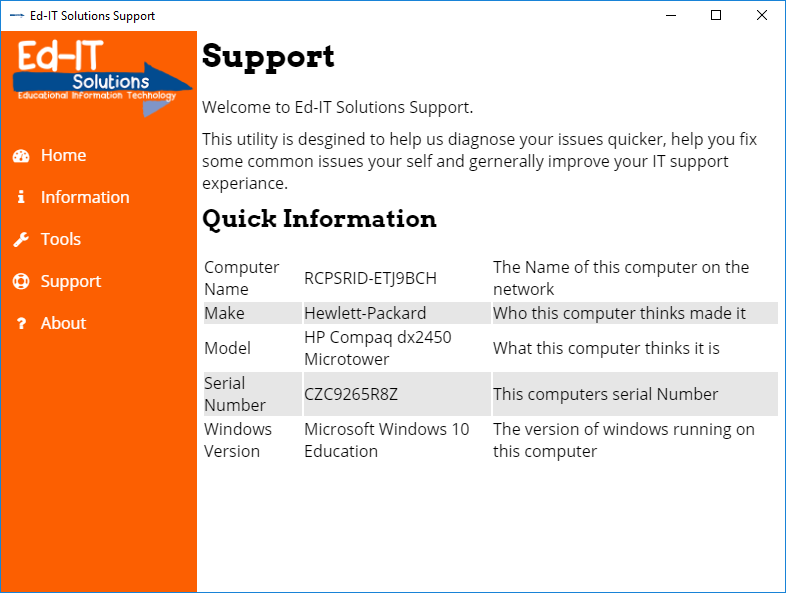 Ed-IT Solutions Support
Ed-IT
Solutions
Educational Information Technology
Home
Information
Tools
Support
? About
Support
Welcome to Ed-IT Solutions Support.
This utility is desgined to help us diagnose your issues quicker, help you fix
some common issues your self and gernerally improve your IT support
experiance.
Quick Information
Computer
Name
RCPSRID-ETJ9BCH
The Name of this computer on the
network
Make
Hewlett-Packard
Who this computer thinks made it
Model
HP Compaq dx2450
Microtower
What this computer thinks it is
Serial
Number
CZC9265R8Z
This computers serial Number
Windows
Version
Microsoft Windows 10
Education
The version of windows running on
this computer